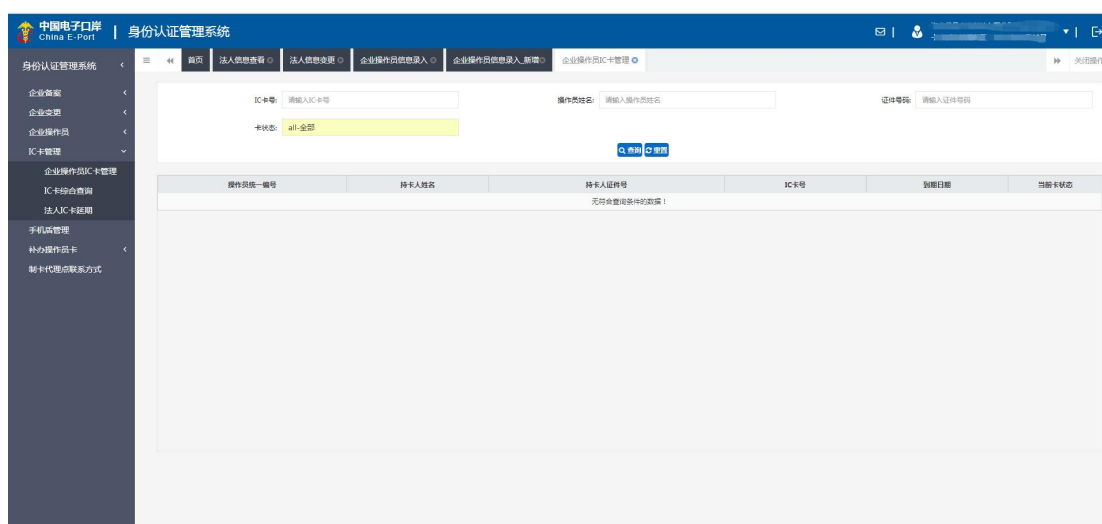 中国电子口岸
China E-Port
身份认证管理系统
身份认证管理系统
首页
法人信息查看
法人信息变更
企业操作员信息录入
企业操作员信息录入_新增
企业操作员IC卡管理
关闭操作
企业备案
企业变更
企业操作员
IC卡管理
企业操作员IC卡管理
IC卡综合查询
法人IC卡延期
手机盾管理
补办操作员卡
制卡代理点联系方式
IC卡号: 请输入IC卡号
操作员姓名: 请输入操作员姓名
证件号码: 请输入证件号码
卡状态: all-全部
查询 重置
操作员统一编号 持卡人姓名 持卡人证件号 IC卡号 到期日期 当前卡状态
无符合查询条件的数据！